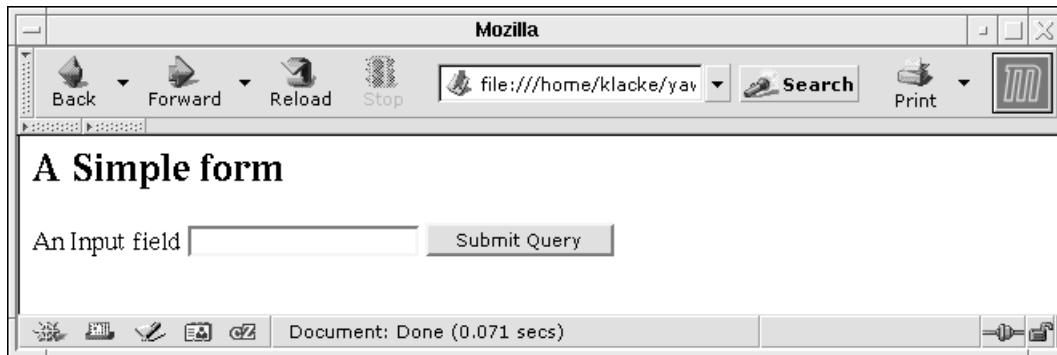 Mozilla
Back Forward Reload Stop file:///home/klacke/yav Search Print
A Simple form
An Input field Submit Query
Document: Done (0.071 secs)